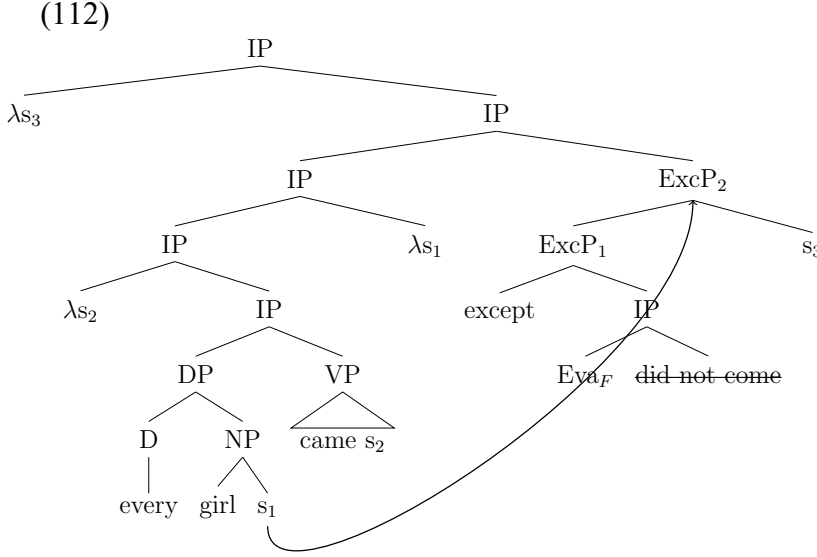 (112)
IP
λs₃ IP
IP ExcP₂
IP λs₁ ExcP₁ s₃
λs₂ IP except IP
DP VP Eva_F ~~did not come~~
D NP came s₂
every girl s₁